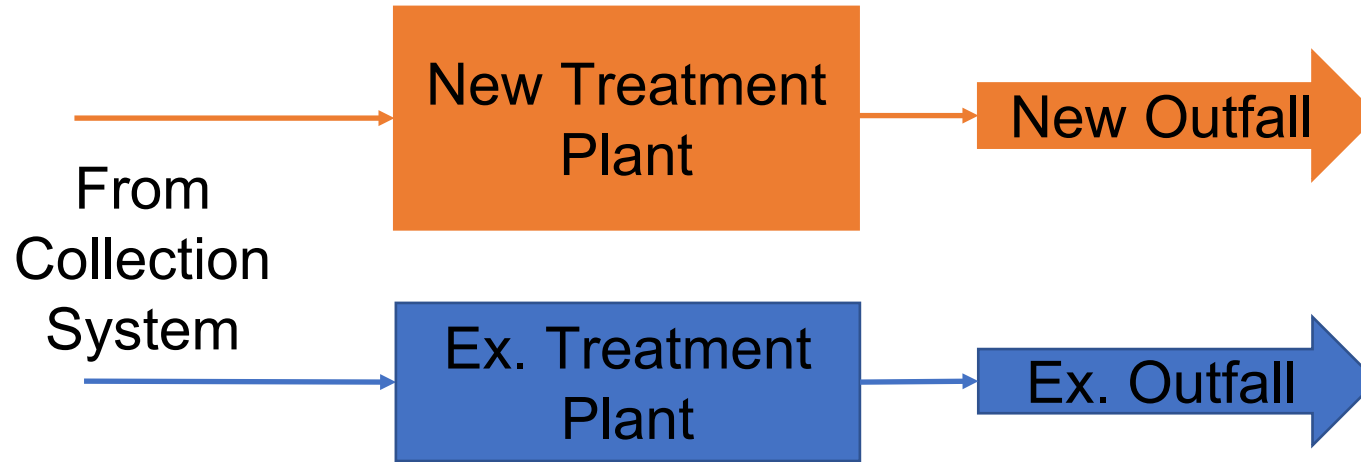 New Treatment
Plant
New Outfall
From
Collection
System
Ex. Treatment
Plant
Ex. Outfall